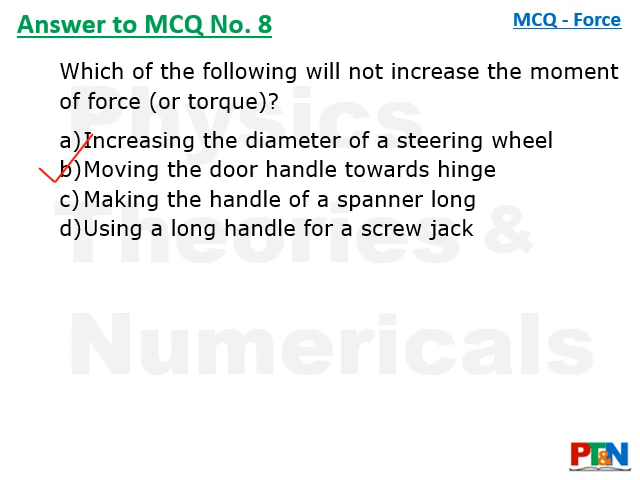 Answer to MCQ No. 8
MCQ - Force
Which of the following will not increase the moment
of force (or torque)?
a)Increasing the diameter of a steering wheel
b)Moving the door handle towards hinge
c)Making the handle of a spanner long
d)Using a long handle for a screw jack
Physics
Theories &
Numericals
PT&N